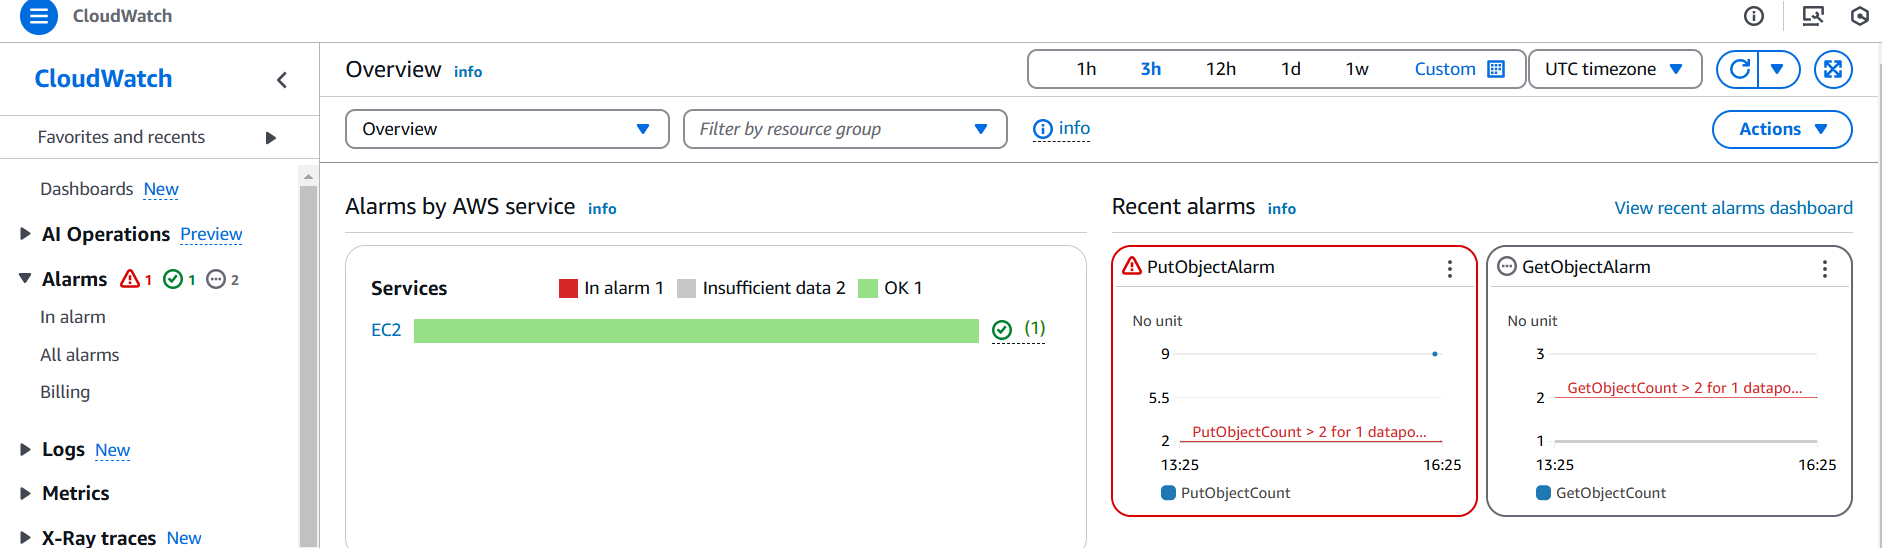 CloudWatch
CloudWatch
Favorites and recents
Dashboards New
AI Operations Preview
Alarms 1 1 2
In alarm
All alarms
Billing
Logs New
Metrics
X-Ray traces New
Overview info
1h 3h 12h 1d 1w Custom UTC timezone
Overview Filter by resource group info Actions
Alarms by AWS service info
Services In alarm 1 Insufficient data 2 OK 1
EC2 (1)
Recent alarms info View recent alarms dashboard
PutObjectAlarm
No unit
9
5.5
PutObjectCount > 2 for 1 datapo...
2
13:25 16:25
PutObjectCount
GetObjectAlarm
No unit
3
GetObjectCount > 2 for 1 datapo...
2
1
13:25 16:25
GetObjectCount